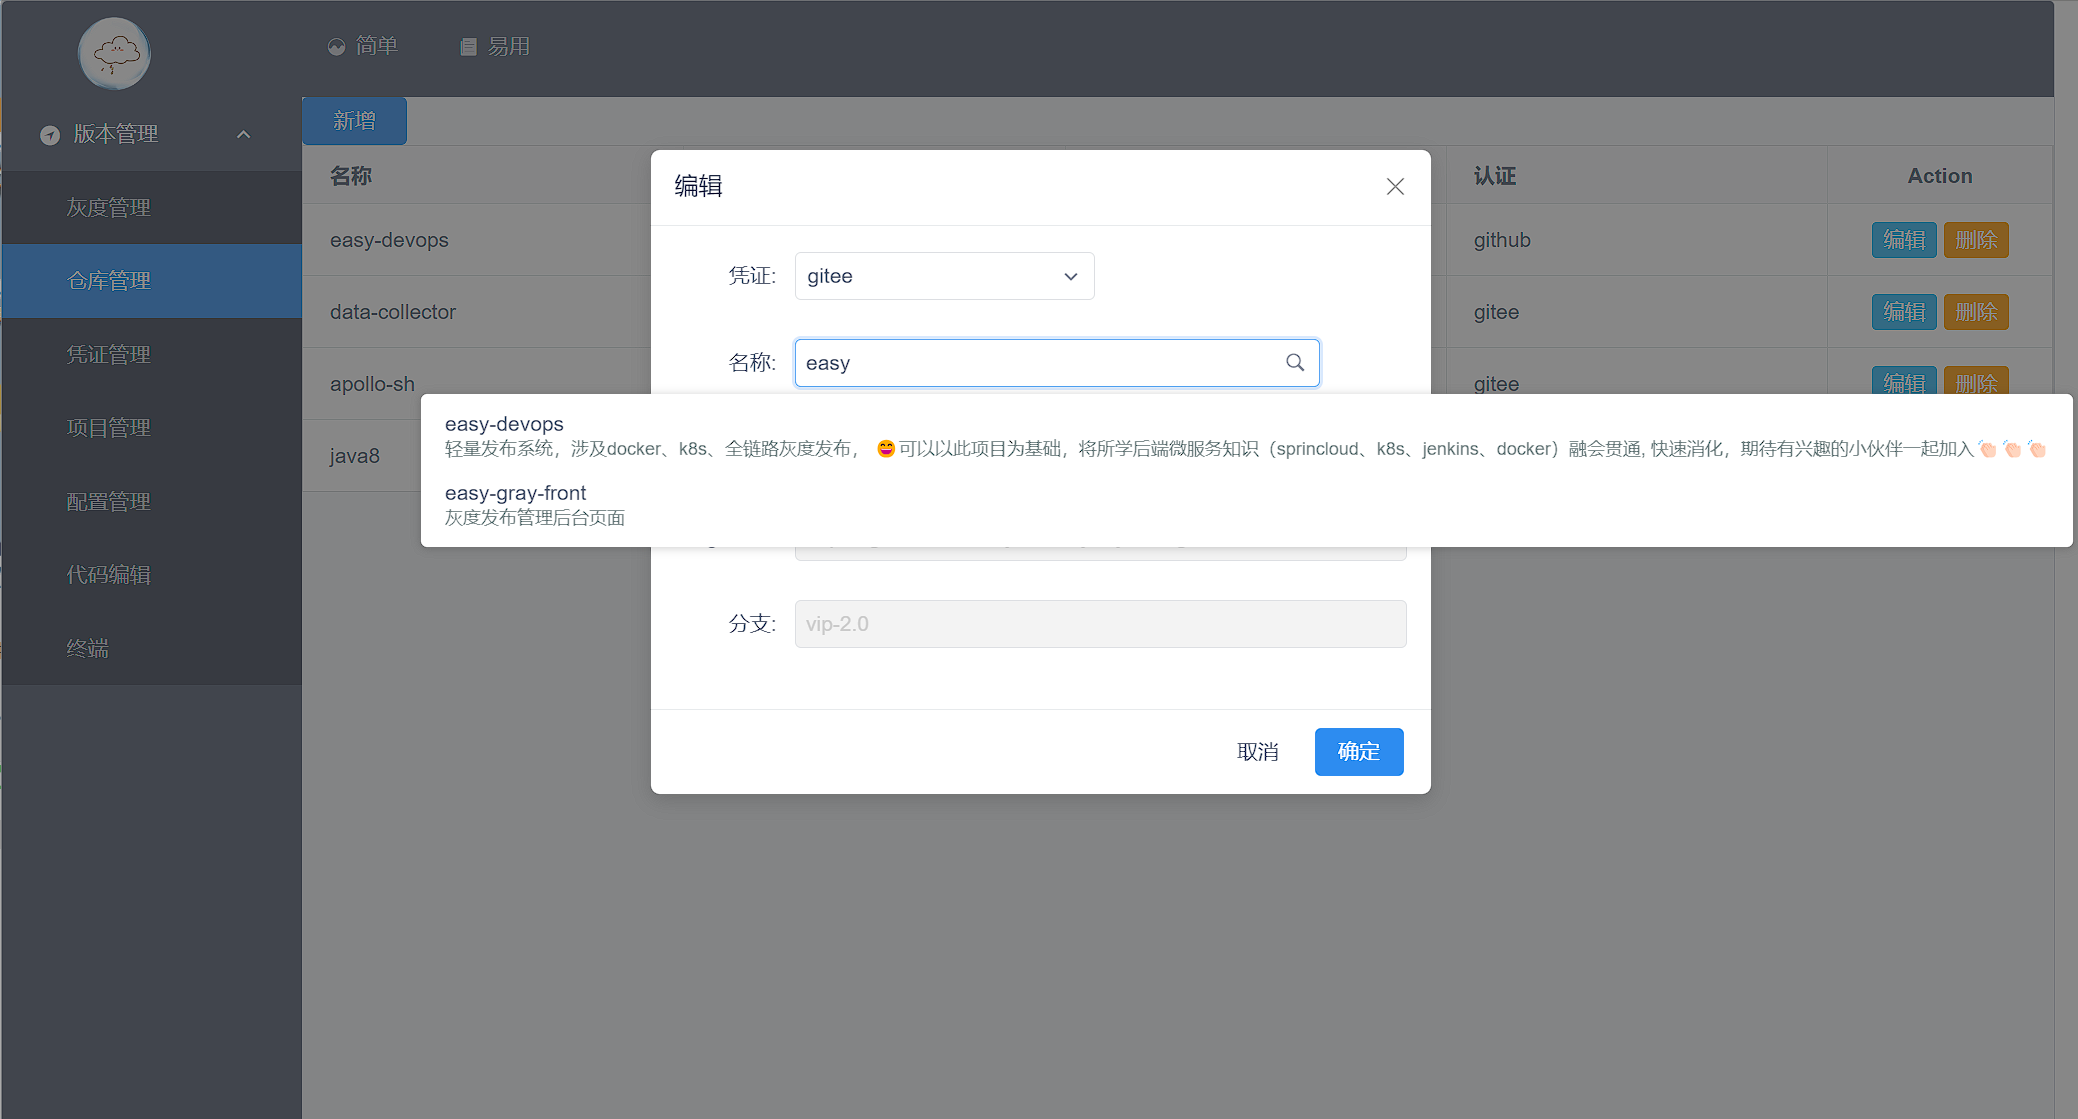 简单
易用
版本管理
灰度管理
仓库管理
凭证管理
项目管理
配置管理
代码编辑
终端
新增
名称
认证
Action
easy-devops
github
编辑
删除
data-collector
gitee
编辑
删除
apollo-sh
gitee
编辑
删除
java8
编辑
凭证:
gitee
名称:
easy
easy-devops
轻量发布系统，涉及docker、k8s、全链路灰度发布， 😄可以以此项目为基础，将所学后端微服务知识（sprincloud、k8s、jenkins、docker）融会贯通, 快速消化，期待有兴趣的小伙伴一起加入👏🏻👏🏻👏🏻
easy-gray-front
灰度发布管理后台页面
分支:
vip-2.0
取消
确定